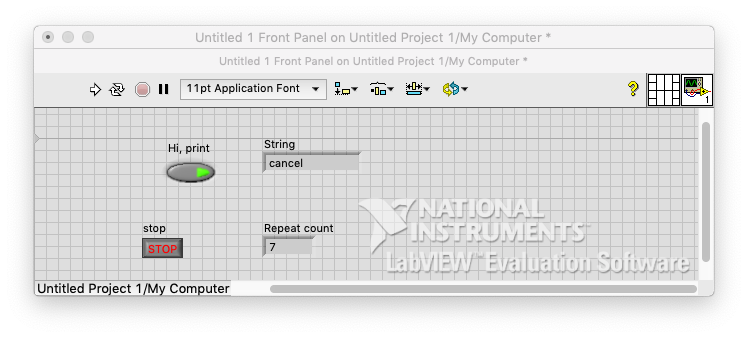 Untitled 1 Front Panel on Untitled Project 1/My Computer *
Untitled 1 Front Panel on Untitled Project 1/My Computer *
11pt Application Font
?
1
Hi, print
String
cancel
stop
STOP
Repeat count
7
NATIONAL
INSTRUMENTS™
LabVIEW™ Evaluation Software
Untitled Project 1/My Computer